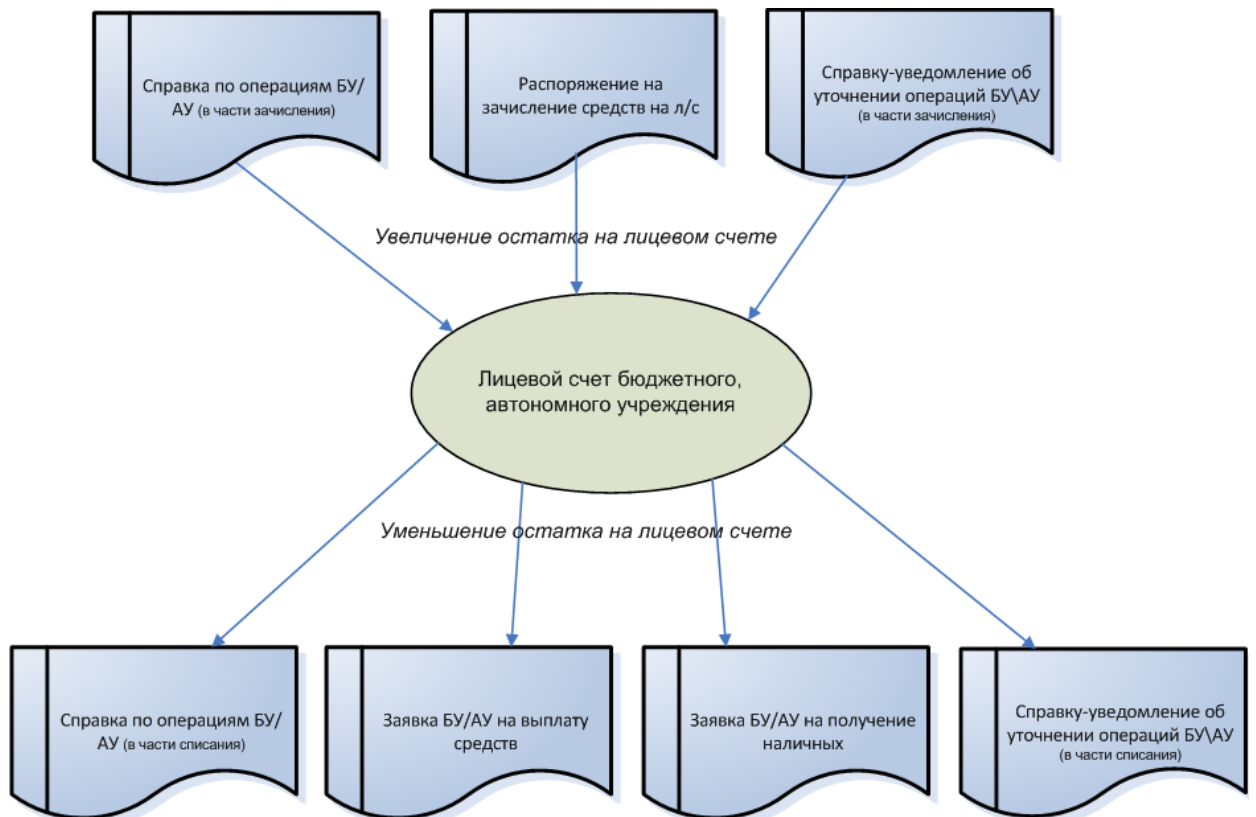 Справка по операциям БУ/
АУ (в части зачисления)
Распоряжение на
зачисление средств на л/с
Справку-уведомление об
уточнении операций БУ\АУ
(в части зачисления)
Увеличение остатка на лицевом счете
Лицевой счет бюджетного,
автономного учреждения
Уменьшение остатка на лицевом счете
Справка по операциям БУ/
АУ (в части списания)
Заявка БУ/АУ на выплату
средств
Заявка БУ/АУ на получение
наличных
Справку-уведомление об
уточнении операций БУ\АУ
(в части списания)